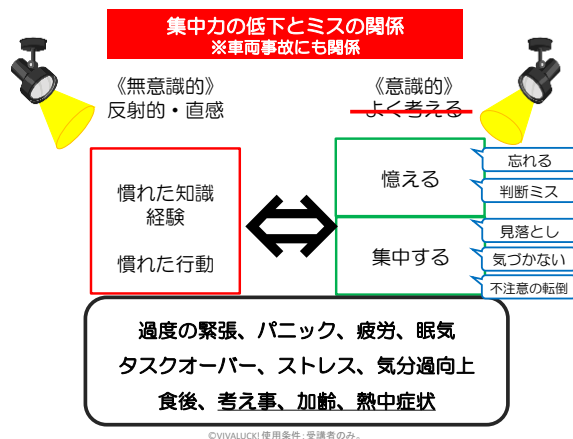 集中力の低下とミスの関係
※車両事故にも関係
《無意識的》
反射的・直感
《意識的》
よく考える
慣れた知識
経験
慣れた行動
憶える
集中する
忘れる
判断ミス
見落とし
気づかない
不注意の転倒
過度の緊張、パニック、疲労、眠気
タスクオーバー、ストレス、気分過向上
食後、考え事、加齢、熱中症状
©VIVALUCK! 使用条件: 受講者のみ。